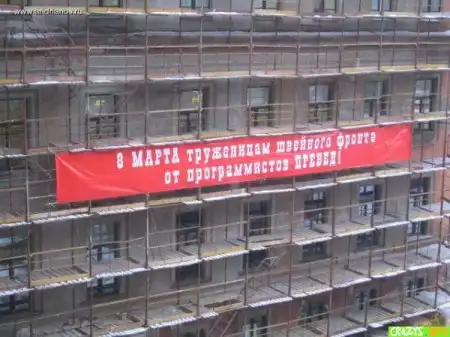 8 МАРТА труженицам швейного фронта
от программистов ПРЕВЕД!